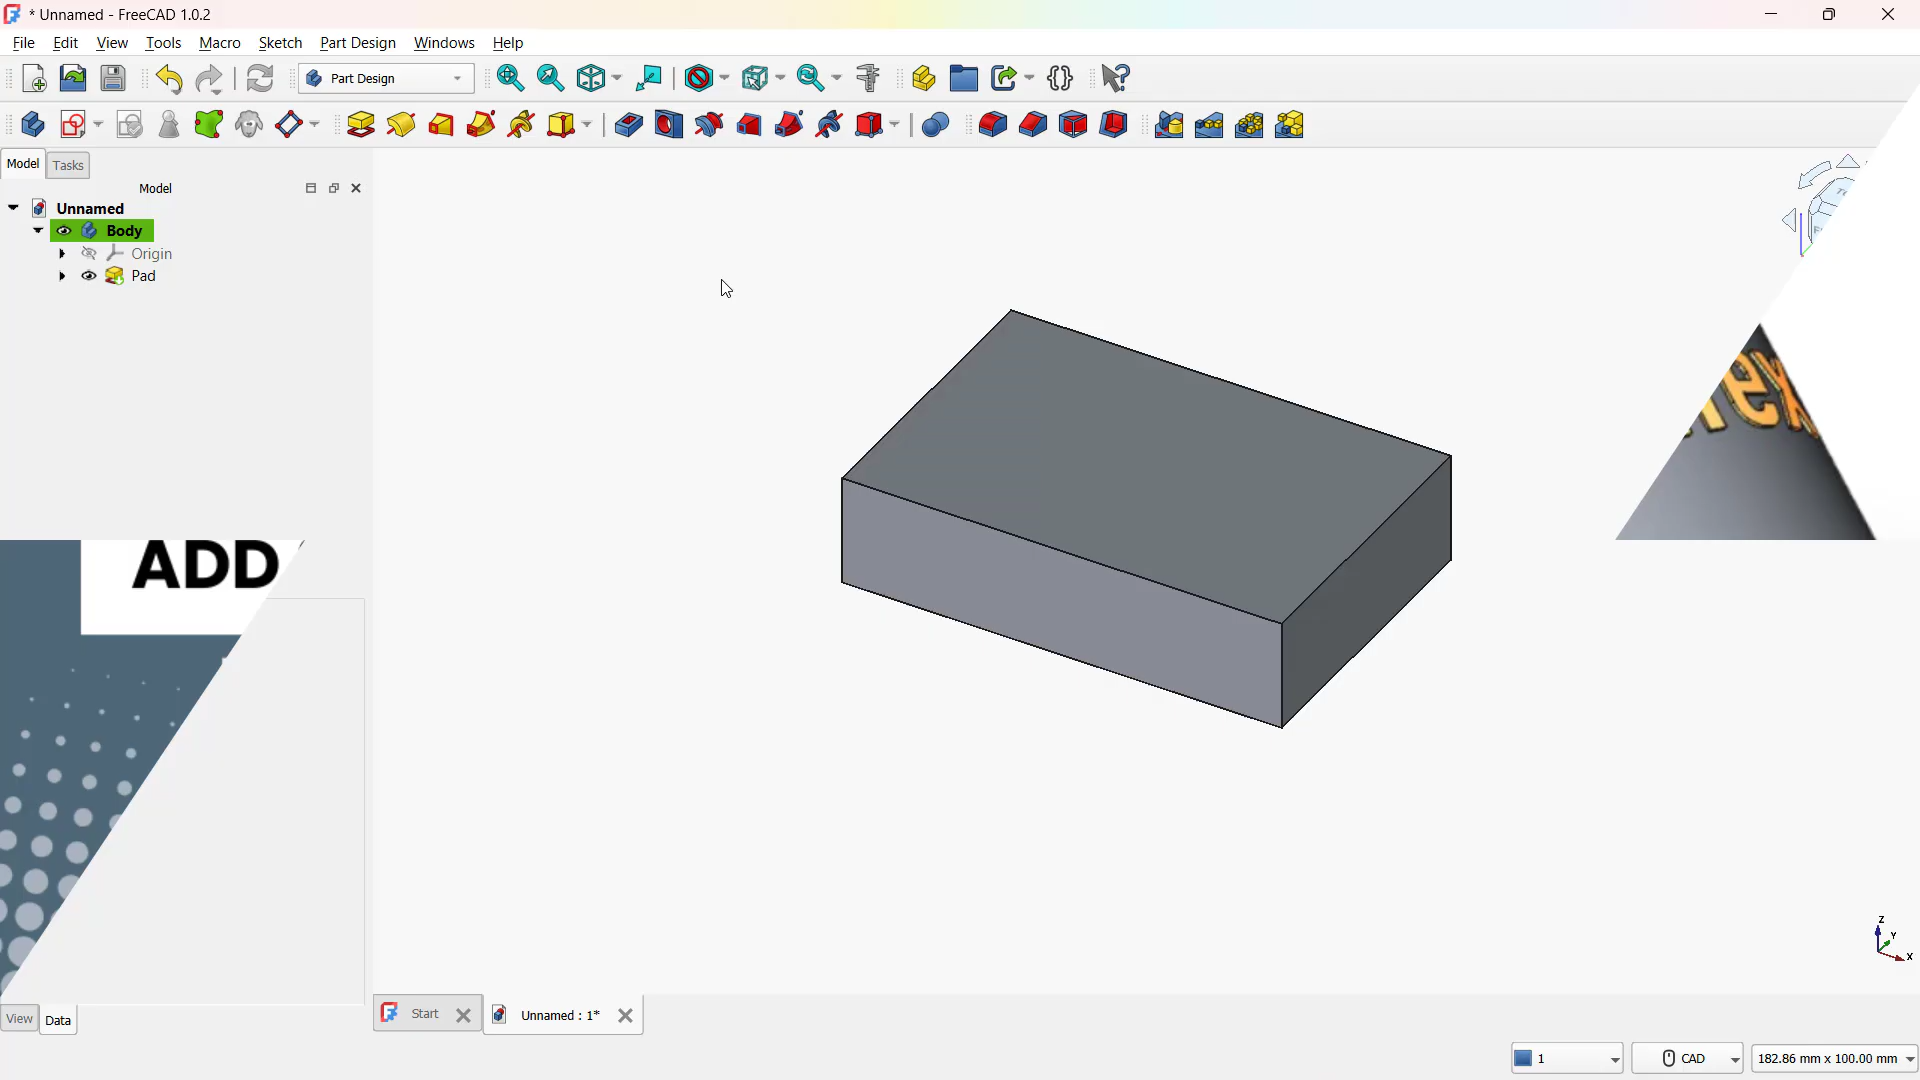 * Unnamed - FreeCAD 1.0.2
File Edit View Tools Macro Sketch Part Design Windows Help
Part Design
Model Tasks
Model
Unnamed
Body
Origin
Pad
ex
ADD
View Data
Start Unnamed : 1*
Z
Y
X
1 CAD 182.86 mm x 100.00 mm